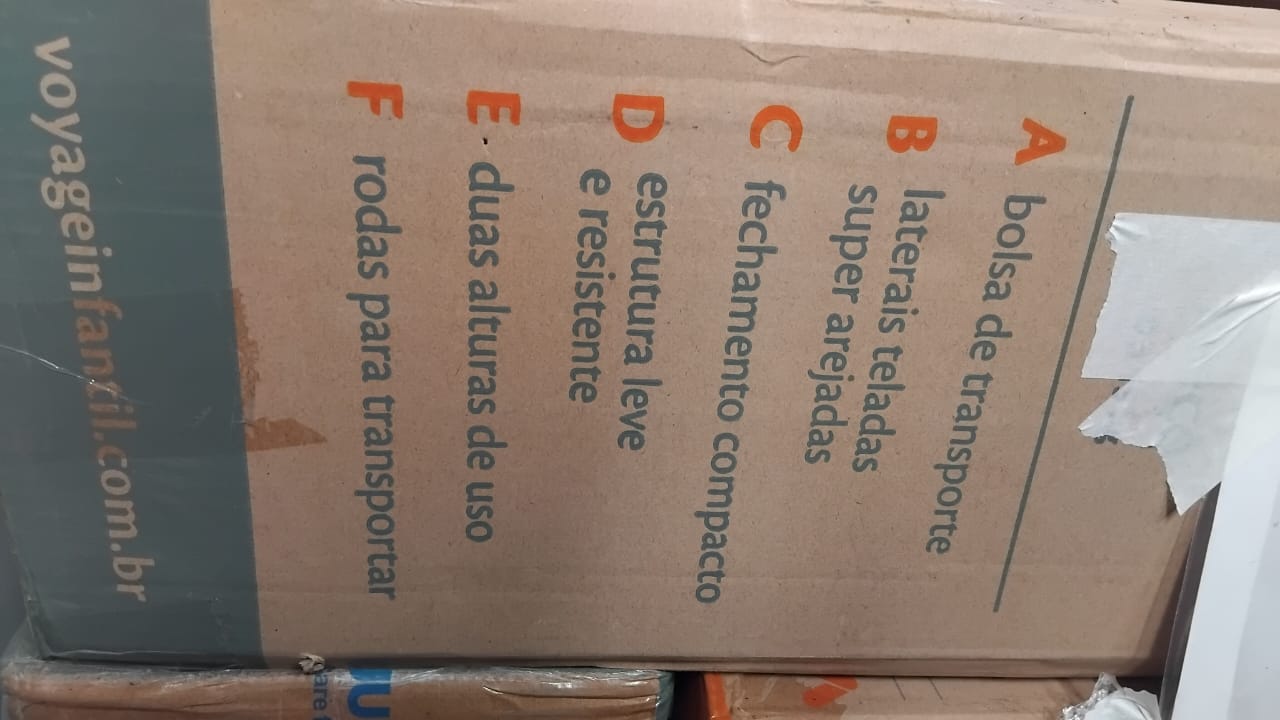 A bolsa de transporte
B laterais teladas
super arejadas
C fechamento compacto
D estrutura leve
e resistente
E duas alturas de uso
F rodas para transportar
voyageinfantil.com.br